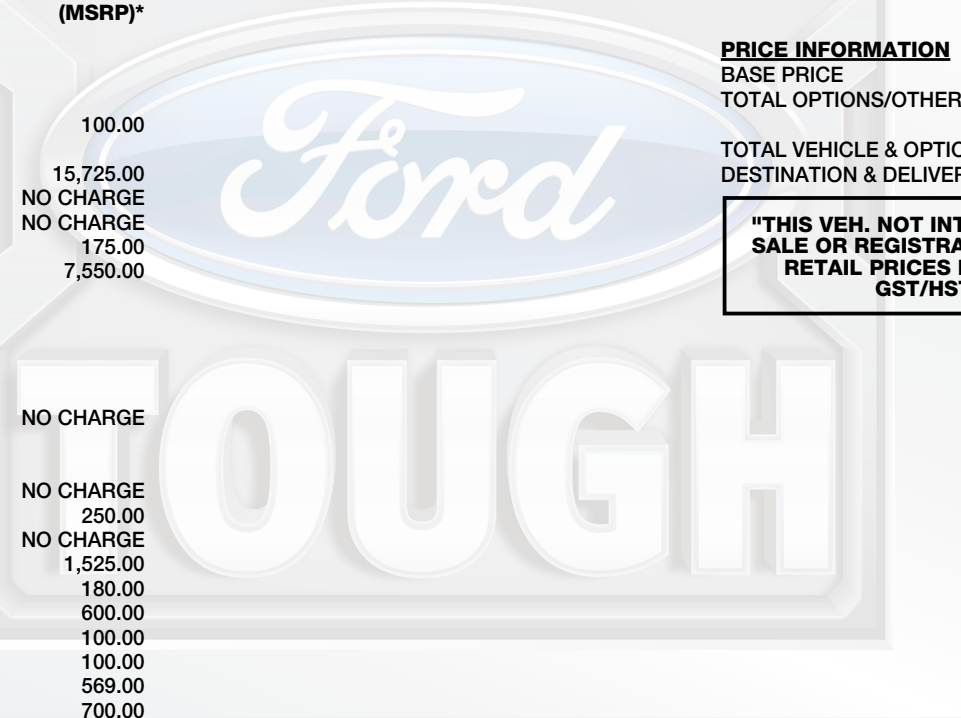 (MSRP)*
100.00
15,725.00
NO CHARGE
NO CHARGE
175.00
7,550.00
NO CHARGE
NO CHARGE
250.00
NO CHARGE
1,525.00
180.00
600.00
100.00
100.00
569.00
700.00
PRICE INFORMATION
BASE PRICE
TOTAL OPTIONS/OTHER
TOTAL VEHICLE & OPTIO
DESTINATION & DELIVER
"THIS VEH. NOT INT
SALE OR REGISTRA
RETAIL PRICES
GST/HST
Ford
TOUGH